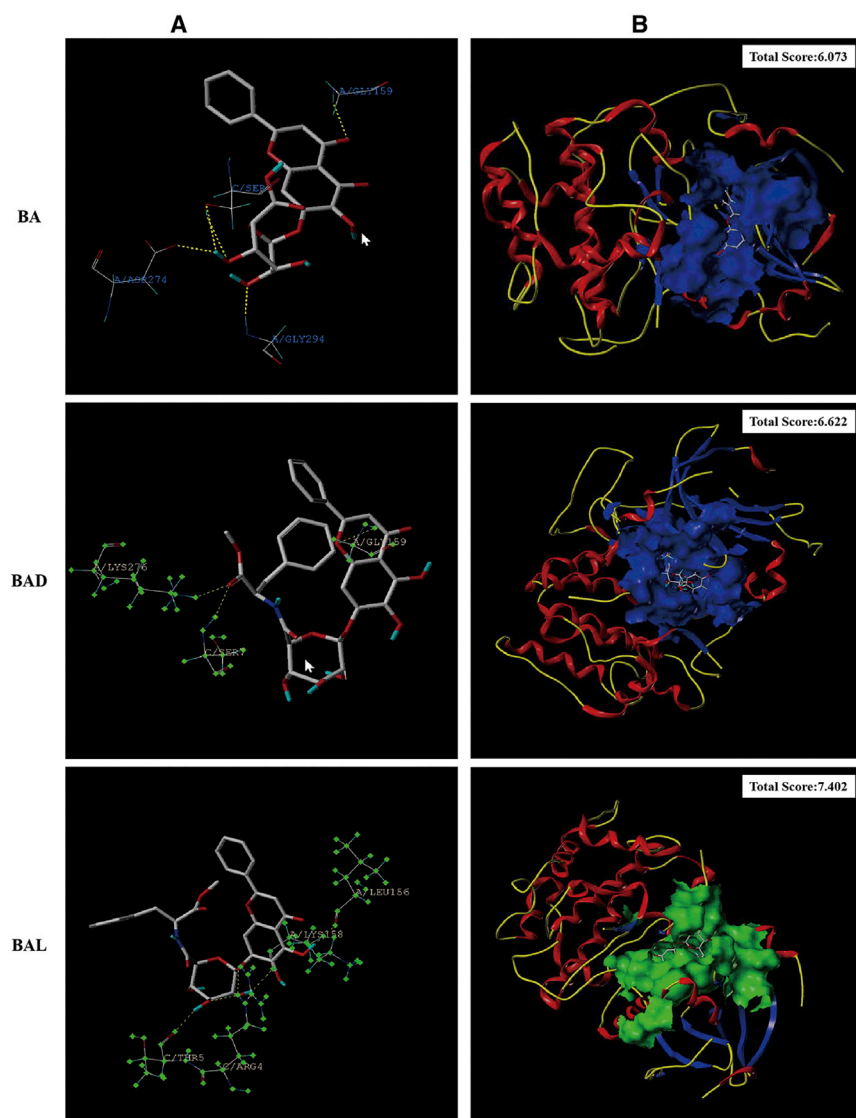 A
B
BA
A/GLY159
C/SER
A/GLY294
Total Score:6.073
BAD
A/GLY159
A/LYS276
C/SER7
Total Score:6.622
BAL
A/LEU156
A/LYS158
C/THR5
C/ARG4
Total Score:7.402